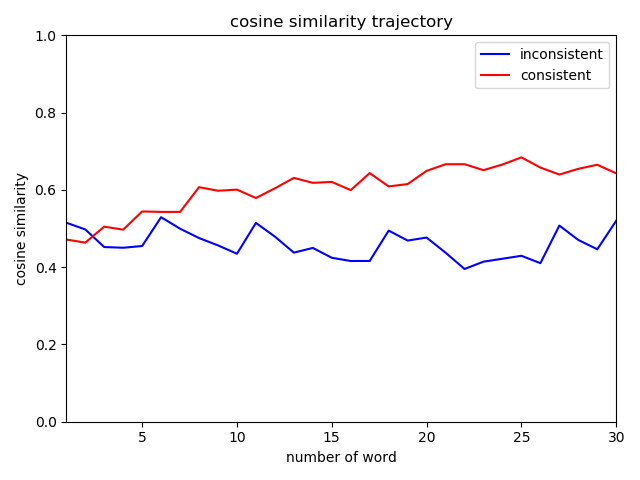 cosine similarity trajectory
inconsistent
consistent
cosine similarity
1.0
0.8
0.6
0.4
0.2
0.0
5
10
15
20
25
30
number of word